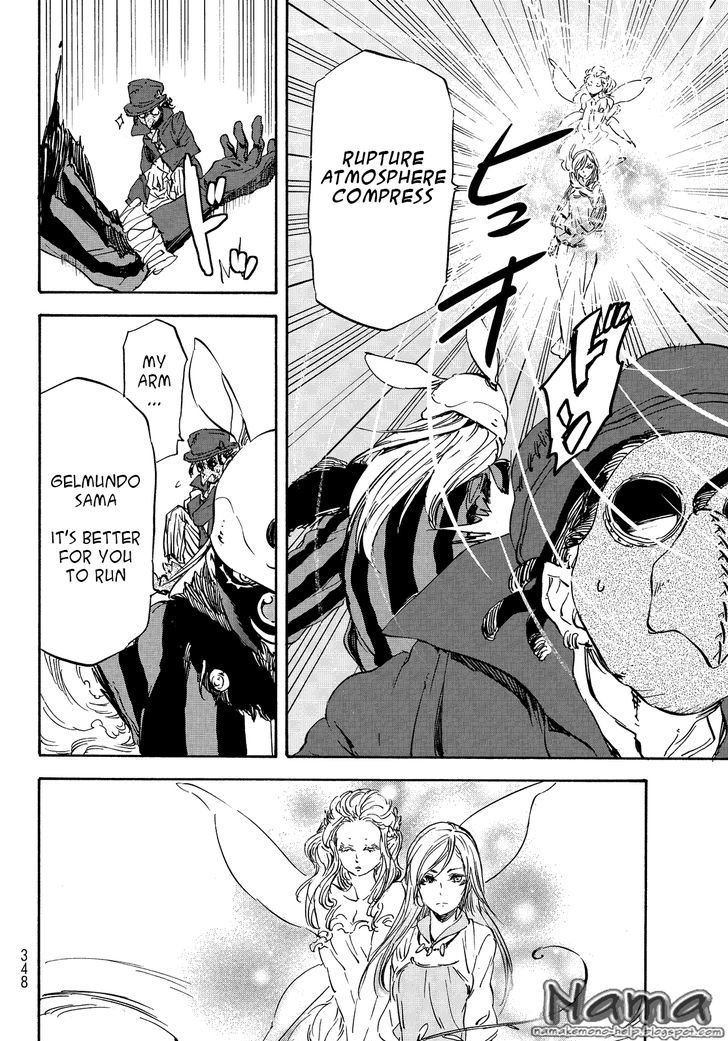 RUPTURE
ATMOSPHERE
COMPRESS
ヒュオ
ドッ
MY
ARM
...
GELMUNDO
SAMA
IT'S BETTER
FOR YOU
TO RUN
348
Nama
namakemono-help.blogspot.com